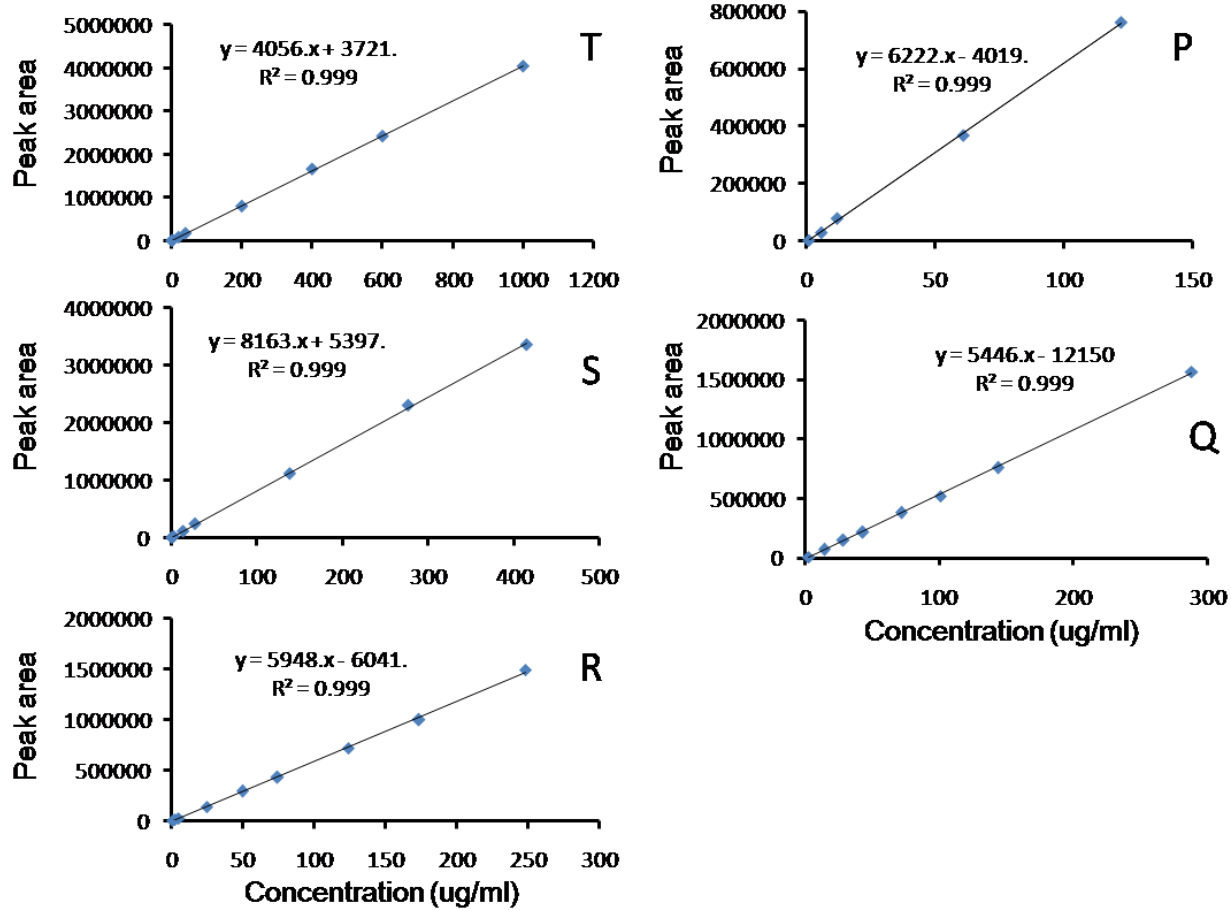 5000000
4000000
3000000
2000000
1000000
0
Peak area
y = 4056.x + 3721.
R² = 0.999
T
0 200 400 600 800 1000 1200
800000
600000
400000
200000
0
Peak area
y = 6222.x - 4019.
R² = 0.999
P
0 50 100 150
4000000
3000000
2000000
1000000
0
Peak area
y = 8163.x + 5397.
R² = 0.999
S
0 100 200 300 400 500
2000000
1500000
1000000
500000
0
Peak area
y = 5446.x - 12150
R² = 0.999
Q
0 100 200 300
Concentration (ug/ml)
2000000
1500000
1000000
500000
0
Peak area
y = 5948.x - 6041.
R² = 0.999
R
0 50 100 150 200 250 300
Concentration (ug/ml)